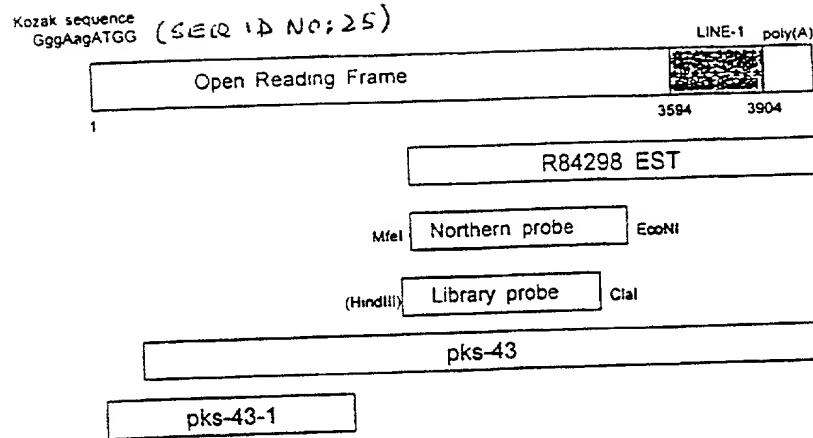 Kozak sequence
GggAagATGG (SEQ ID NO: 25)
LINE-1 poly(A)
Open Reading Frame
1
3594 3904
R84298 EST
MfeI Northern probe EcoNI
(HindIII) Library probe ClaI
pks-43
pks-43-1